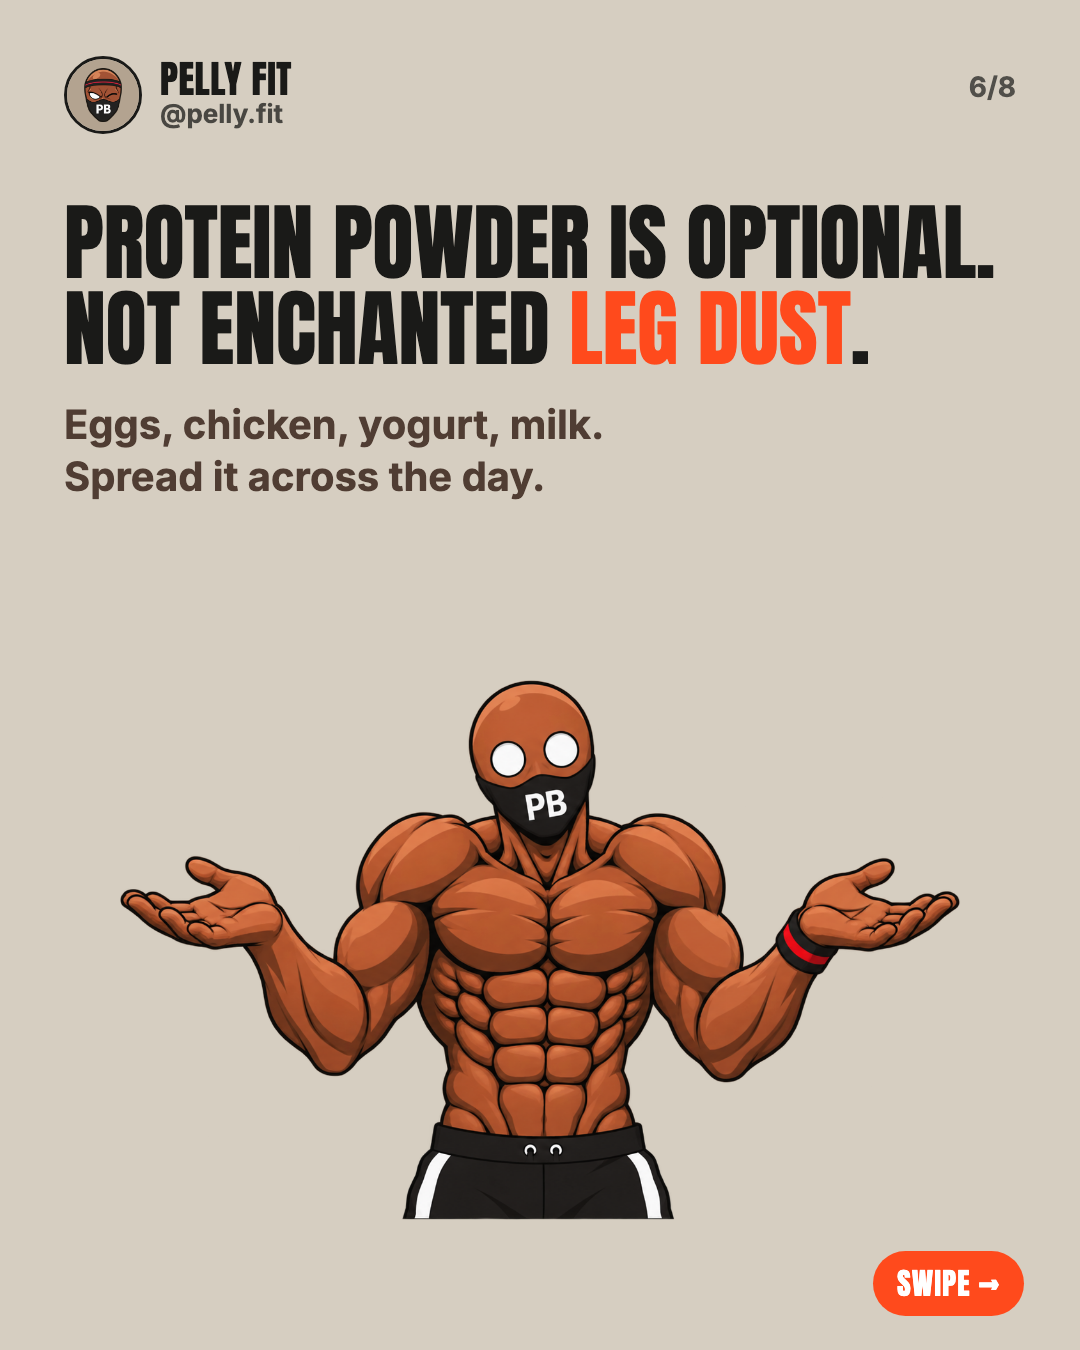 PB
PELLY FIT
@pelly.fit
6/8
PROTEIN POWDER IS OPTIONAL.
NOT ENCHANTED LEG DUST.
Eggs, chicken, yogurt, milk.
Spread it across the day.
PB
SWIPE →